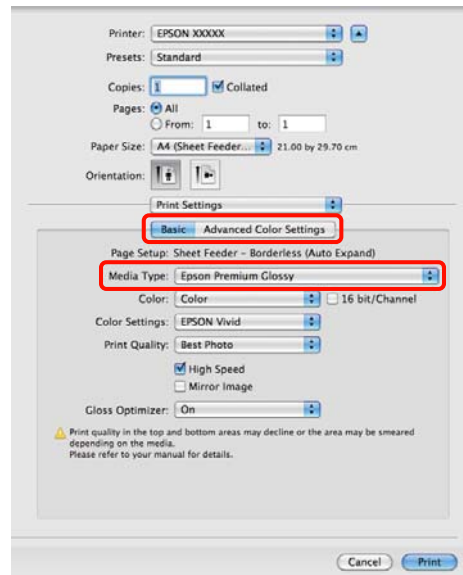 Printer: EPSON XXXXX
Presets: Standard
Copies: 1 Collated
Pages: All
From: 1 to: 1
Paper Size: A4 (Sheet Feeder... 21.00 by 29.70 cm
Orientation:
Print Settings
Basic Advanced Color Settings
Page Setup: Sheet Feeder - Borderless (Auto Expand)
Media Type: Epson Premium Glossy
Color: Color 16 bit/Channel
Color Settings: EPSON Vivid
Print Quality: Best Photo
High Speed
Mirror Image
Gloss Optimizer: On
Print quality in the top and bottom areas may decline or the area may be smeared
depending on the media.
Please refer to your manual for details.
Cancel Print